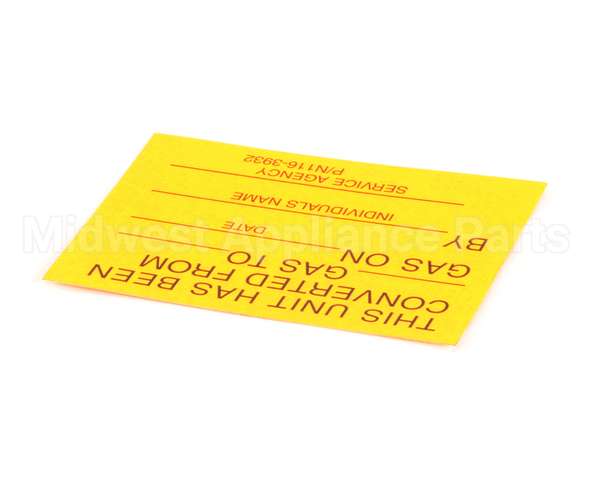 THIS UNIT HAS BEEN
CONVERTED FROM
GAS TO
GAS ON
DATE
BY
INDIVIDUALS NAME
SERVICE AGENCY
P/N116-3932
Midwest Appliance Parts